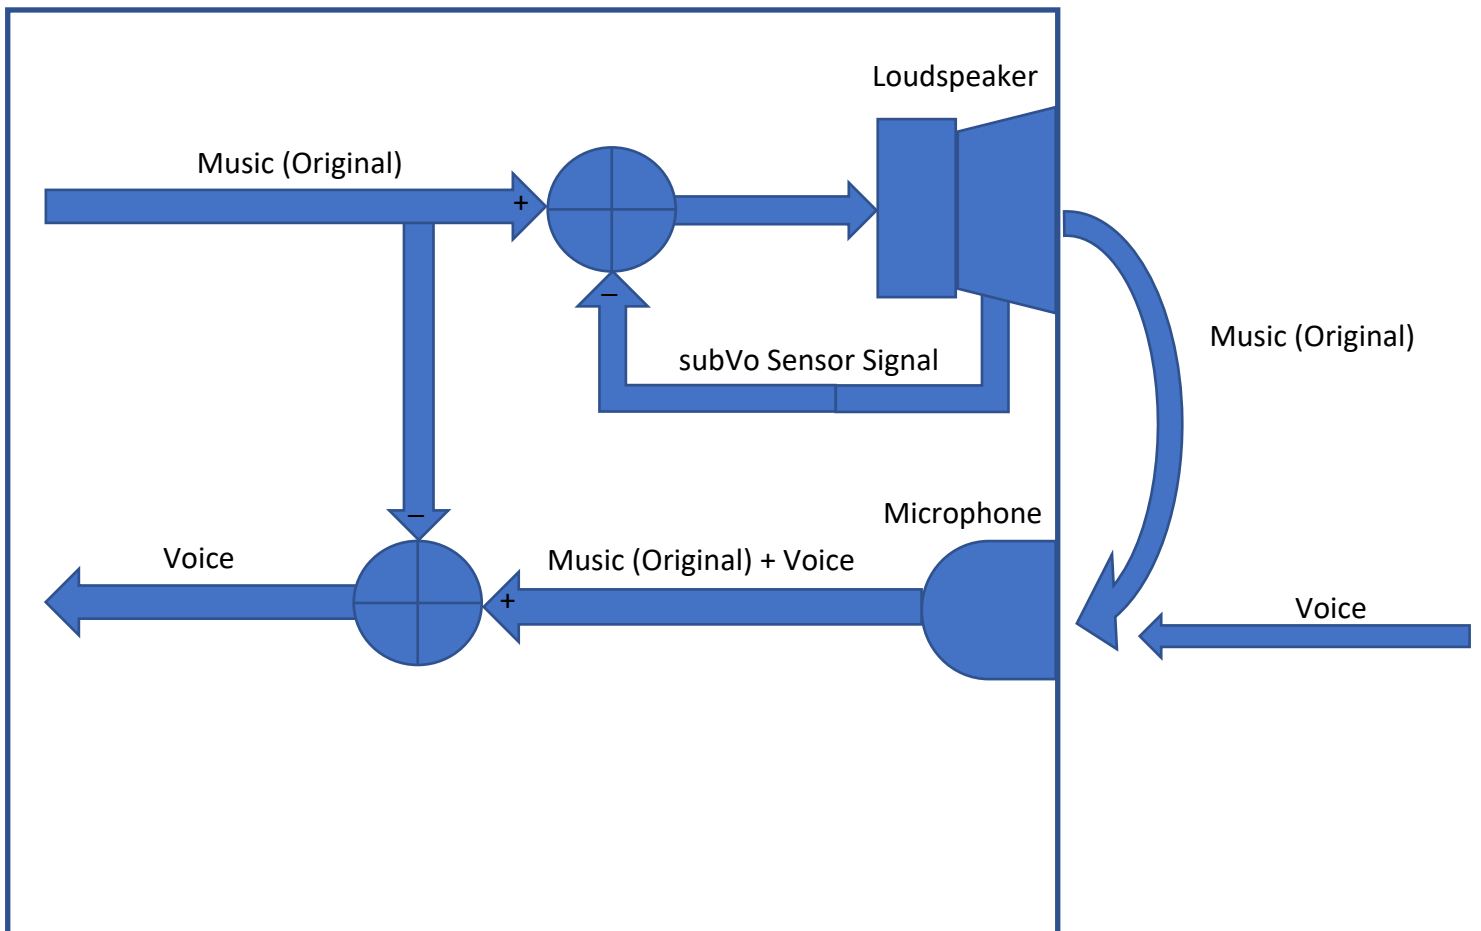 Loudspeaker
Music (Original)
+
–
subVo Sensor Signal
Music (Original)
Microphone
–
Voice
Music (Original) + Voice
+
Voice